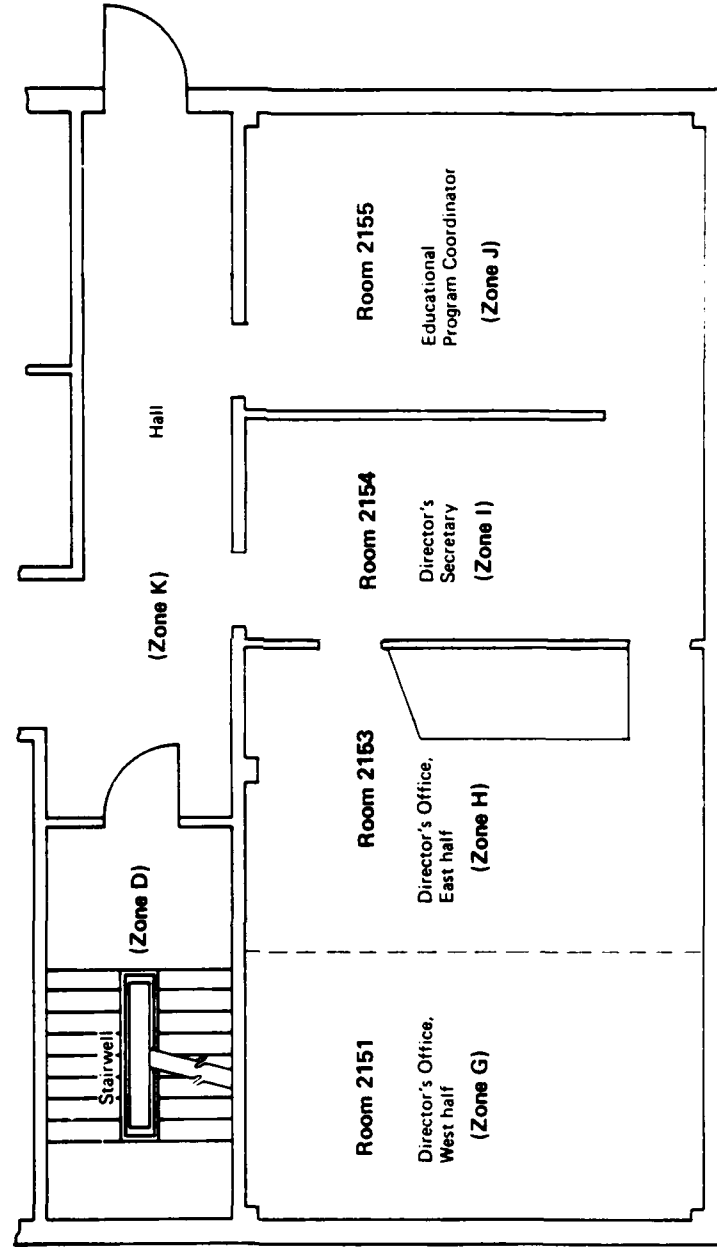 Stairwell
(Zone D)
(Zone K)
Hall
Room 2151
Director's Office,
West half
(Zone G)
Room 2153
Director's Office,
East half
(Zone H)
Room 2154
Director's
Secretary
(Zone I)
Room 2155
Educational
Program Coordinator
(Zone J)